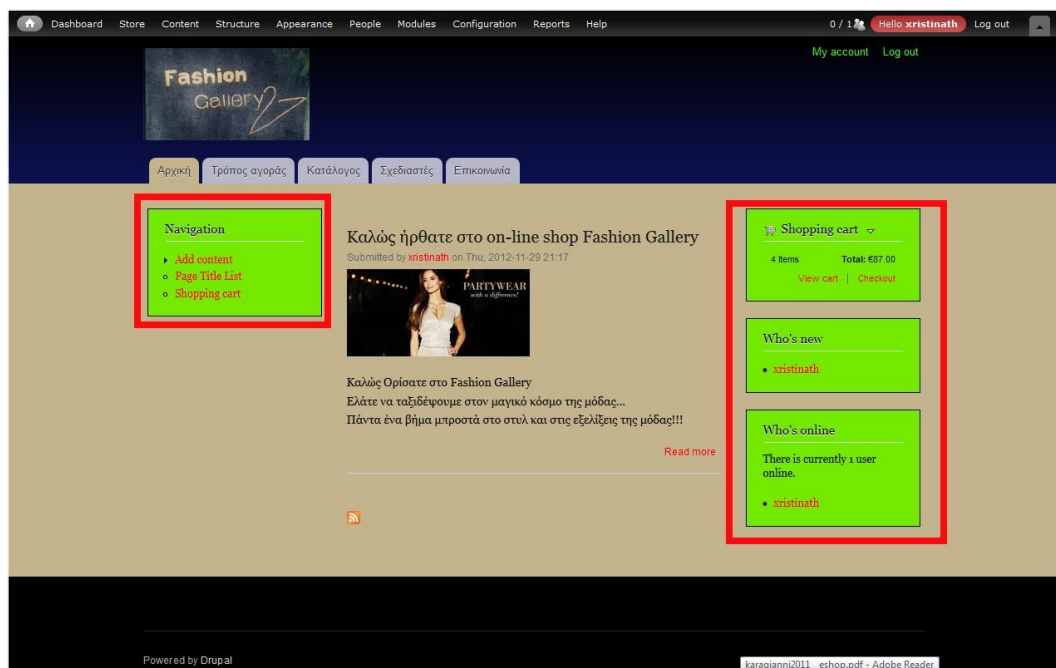 Dashboard Store Content Structure Appearance People Modules Configuration Reports Help 0 / 1 Hello xristinath Log out
My account Log out
Fashion
Gallery
Αρχική Τρόπος αγοράς Κατάλογος Σχεδιαστές Επικοινωνία
Navigation
Add content
Page Title List
Shopping cart
Καλώς ήρθατε στο on-line shop Fashion Gallery
Submitted by xristinath on Thu, 2012-11-29 21:17
PARTYWEAR
with a difference!
Καλώς Ορίσατε στο Fashion Gallery
Ελάτε να ταξιδέψουμε στον μαγικό κόσμο της μόδας...
Πάντα ένα βήμα μπροστά στο στυλ και στις εξελίξεις της μόδας!!!
Read more
Shopping cart
4 Items Total: €87.00
View cart | Checkout
Who's new
xristinath
Who's online
There is currently 1 user
online.
xristinath
Powered by Drupal
karagianni2011__eshop.pdf - Adobe Reader